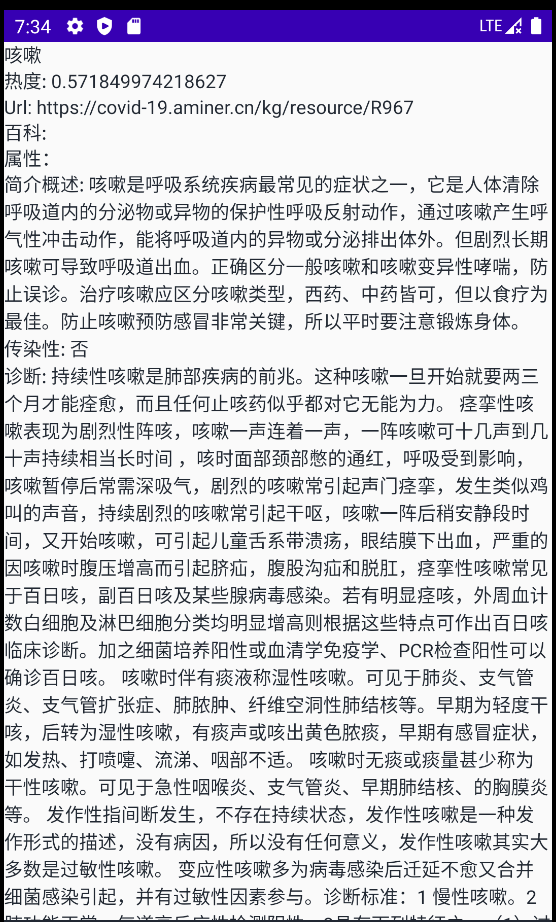 7:34
LTE
咳嗽
热度: 0.571849974218627
Url: https://covid-19.aminer.cn/kg/resource/R967
百科:
属性：
简介概述: 咳嗽是呼吸系统疾病最常见的症状之一，它是人体清除
呼吸道内的分泌物或异物的保护性呼吸反射动作，通过咳嗽产生呼
气性冲击动作，能将呼吸道内的异物或分泌排出体外。但剧烈长期
咳嗽可导致呼吸道出血。正确区分一般咳嗽和咳嗽变异性哮喘，防
止误诊。治疗咳嗽应区分咳嗽类型，西药、中药皆可，但以食疗为
最佳。防止咳嗽预防感冒非常关键，所以平时要注意锻炼身体。
传染性: 否
诊断: 持续性咳嗽是肺部疾病的前兆。这种咳嗽一旦开始就要两三
个月才能痊愈，而且任何止咳药似乎都对它无能为力。 痉挛性咳
嗽表现为剧烈性阵咳，咳嗽一声连着一声，一阵咳嗽可十几声到几
十声持续相当长时间 ，咳时面部颈部憋的通红，呼吸受到影响，
咳嗽暂停后常需深吸气，剧烈的咳嗽常引起声门痉挛，发生类似鸡
叫的声音，持续剧烈的咳嗽常引起干呕，咳嗽一阵后稍安静段时
间，又开始咳嗽，可引起儿童舌系带溃疡，眼结膜下出血，严重的
因咳嗽时腹压增高而引起脐疝，腹股沟疝和脱肛，痉挛性咳嗽常见
于百日咳，副百日咳及某些腺病毒感染。若有明显痉咳，外周血计
数白细胞及淋巴细胞分类均明显增高则根据这些特点可作出百日咳
临床诊断。加之细菌培养阳性或血清学免疫学、PCR检查阳性可以
确诊百日咳。 咳嗽时伴有痰液称湿性咳嗽。可见于肺炎、支气管
炎、支气管扩张症、肺脓肿、纤维空洞性肺结核等。早期为轻度干
咳，后转为湿性咳嗽，有痰声或咳出黄色脓痰，早期有感冒症状，
如发热、打喷嚏、流涕、咽部不适。 咳嗽时无痰或痰量甚少称为
干性咳嗽。可见于急性咽喉炎、支气管炎、早期肺结核、的胸膜炎
等。 发作性指间断发生，不存在持续状态，发作性咳嗽是一种发
作形式的描述，没有病因，所以没有任何意义，发作性咳嗽其实大
多数是过敏性咳嗽。 变应性咳嗽多为病毒感染后迁延不愈又合并
细菌感染引起，并有过敏性因素参与。诊断标准：1 慢性咳嗽。2